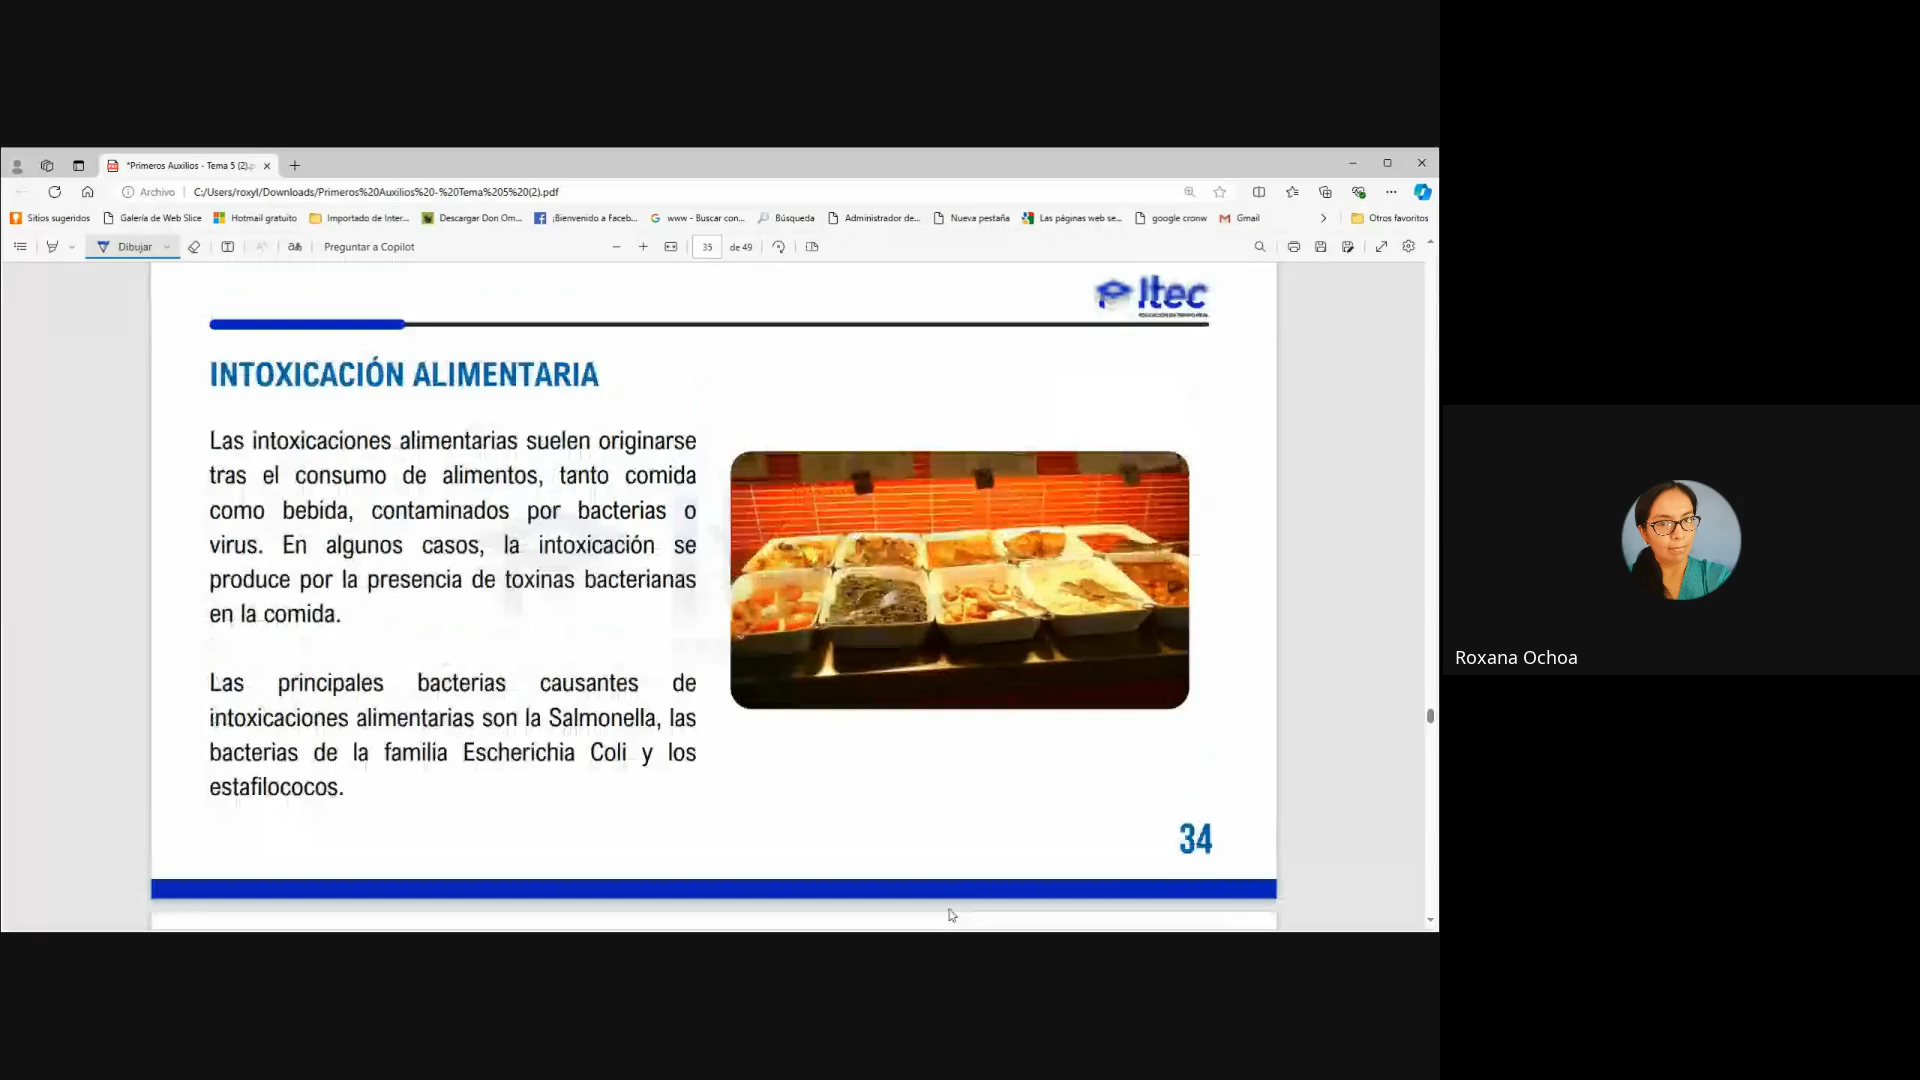 *Primeros Auxilios - Tema 5 (2).p
Archivo
C:/Users/roxyl/Downloads/Primeros%20Auxilios%20-%20Tema%205%20(2).pdf
Sitios sugeridos
Galería de Web Slice
Hotmail gratuito
Importado de Inter...
Descargar Don Om...
¡Bienvenido a Faceb...
www - Buscar con...
Búsqueda
Administrador de...
Nueva pestaña
Las páginas web se...
google cronw
Gmail
Otros favoritos
Dibujar
Preguntar a Copilot
35 de 49
Itec
INTOXICACIÓN ALIMENTARIA
Las intoxicaciones alimentarias suelen originarse
tras el consumo de alimentos, tanto comida
como bebida, contaminados por bacterias o
virus. En algunos casos, la intoxicación se
produce por la presencia de toxinas bacterianas
en la comida.
Las principales bacterias causantes de
intoxicaciones alimentarias son la Salmonella, las
bacterias de la familia Escherichia Coli y los
estafilococos.
34
Roxana Ochoa